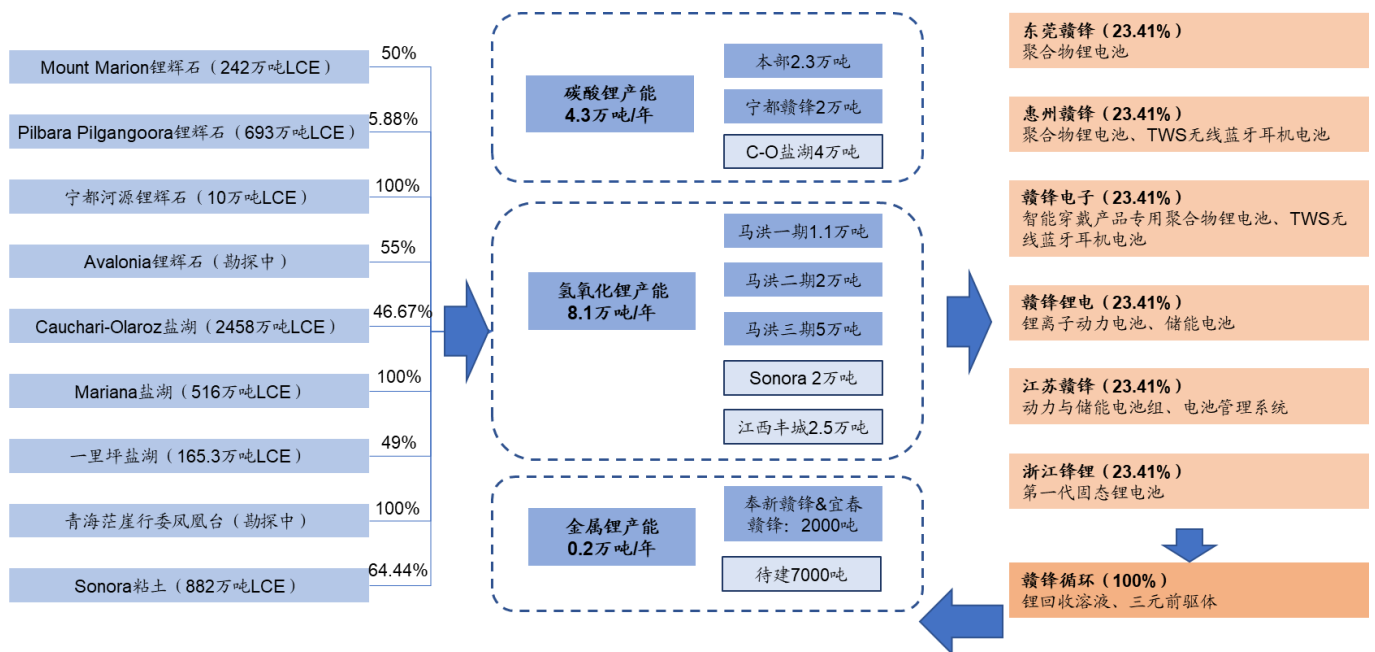 50%
Mount Marion锂辉石（242万吨LCE）
5.88%
Pilbara Pilgangoora锂辉石（693万吨LCE）
100%
宁都河源锂辉石（10万吨LCE）
55%
Avalonia锂辉石（勘探中）
46.67%
Cauchari-Olaroz盐湖（2458万吨LCE）
100%
Mariana盐湖（516万吨LCE）
49%
一里坪盐湖（165.3万吨LCE）
100%
青海茫崖行委凤凰台（勘探中）
64.44%
Sonora粘土（882万吨LCE）
碳酸锂产能
4.3万吨/年
本部2.3万吨
宁都赣锋2万吨
C-O盐湖4万吨
氢氧化锂产能
8.1万吨/年
马洪一期1.1万吨
马洪二期2万吨
马洪三期5万吨
Sonora 2万吨
江西丰城2.5万吨
金属锂产能
0.2万吨/年
奉新赣锋&宜春
赣锋：2000吨
待建7000吨
东莞赣锋（23.41%）
聚合物锂电池
惠州赣锋（23.41%）
聚合物锂电池、TWS无线蓝牙耳机电池
赣锋电子（23.41%）
智能穿戴产品专用聚合物锂电池、TWS无
线蓝牙耳机电池
赣锋锂电（23.41%）
锂离子动力电池、储能电池
江苏赣锋（23.41%）
动力与储能电池组、电池管理系统
浙江锋锂（23.41%）
第一代固态锂电池
赣锋循环（100%）
锂回收溶液、三元前驱体